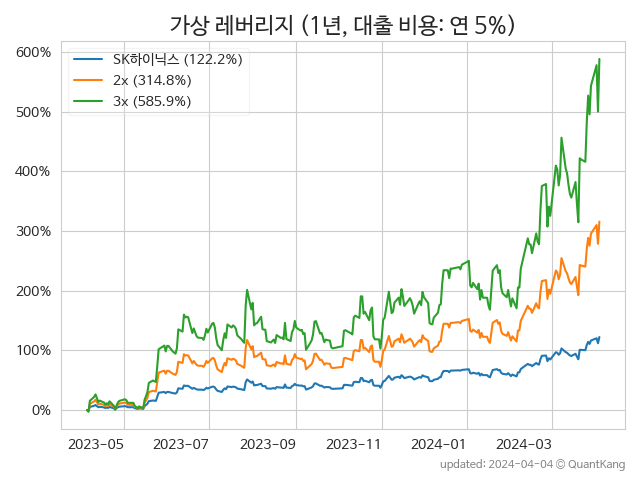 가상 레버리지 (1년, 대출 비용: 연 5%)
600%
500%
400%
300%
200%
100%
0%
SK하이닉스 (122.2%)
2x (314.8%)
3x (585.9%)
2023-05
2023-07
2023-09
2023-11
2024-01
2024-03
updated: 2024-04-04 © QuantKang